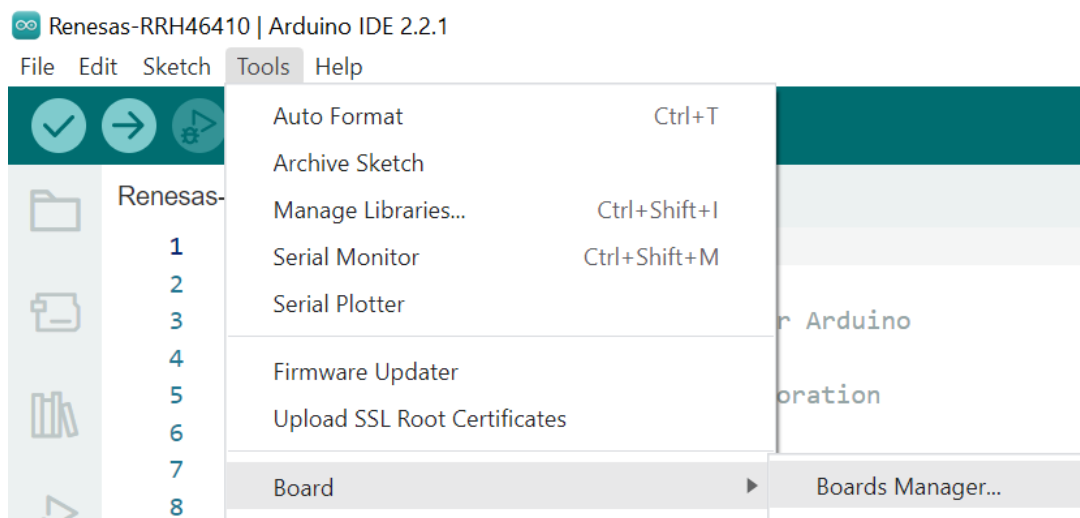 Renesas-RRH46410 | Arduino IDE 2.2.1
File Edit Sketch Tools Help
Auto Format Ctrl+T
Archive Sketch
Renesas-
Manage Libraries... Ctrl+Shift+I
1
Serial Monitor Ctrl+Shift+M
2
Serial Plotter
3 r Arduino
4
Firmware Updater
5 oration
Upload SSL Root Certificates
6
7
Board Boards Manager...
8